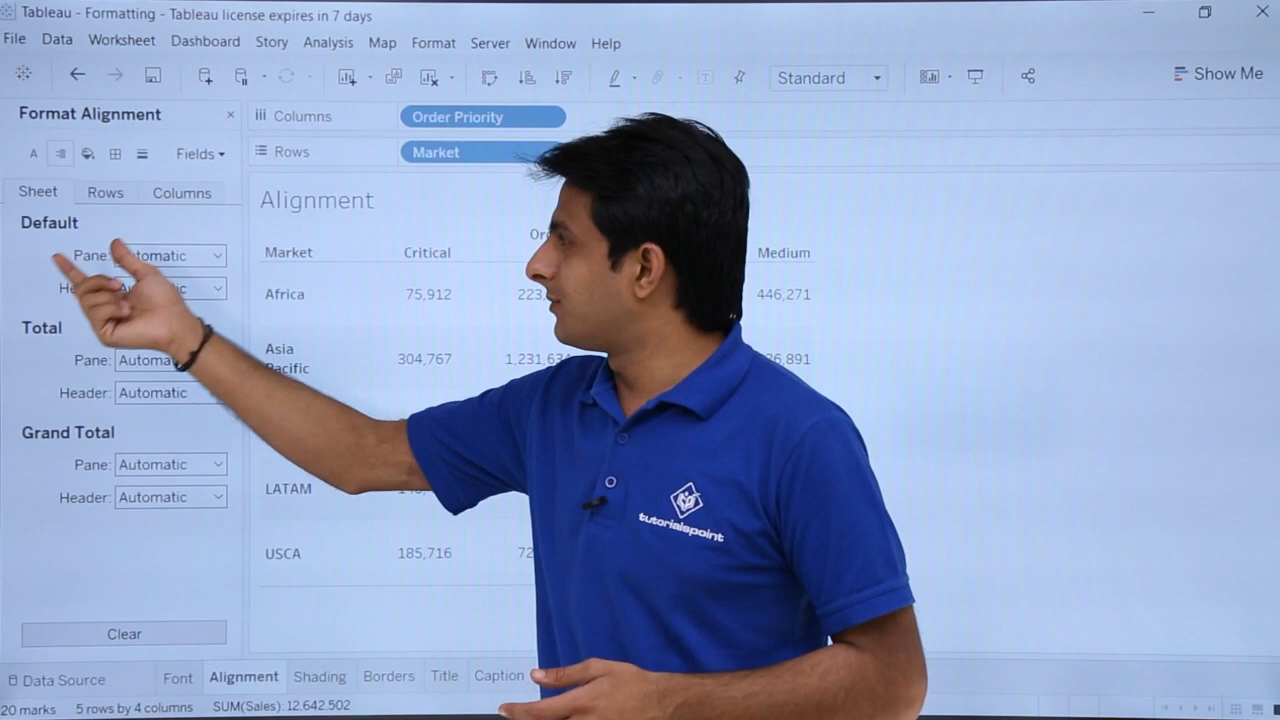 Tableau - Formatting - Tableau license expires in 7 days
File Data Worksheet Dashboard Story Analysis Map Format Server Window Help
Standard Show Me
Format Alignment
A Fields
Sheet Rows Columns
Default
Pane:
Total
Pane:
Header: Automatic
Grand Total
Pane: Automatic
Header: Automatic
Clear
Columns Order Priority
Rows Market
Alignment
Market Critical Medium
Africa 75,912 446,271
Asia
Pacific 304,767
LATAM
USCA 185,716
tutorialspoint
Data Source Font Alignment Shading Borders Title Caption
20 marks 5 rows by 4 columns SUM(Sales): 12,642,502